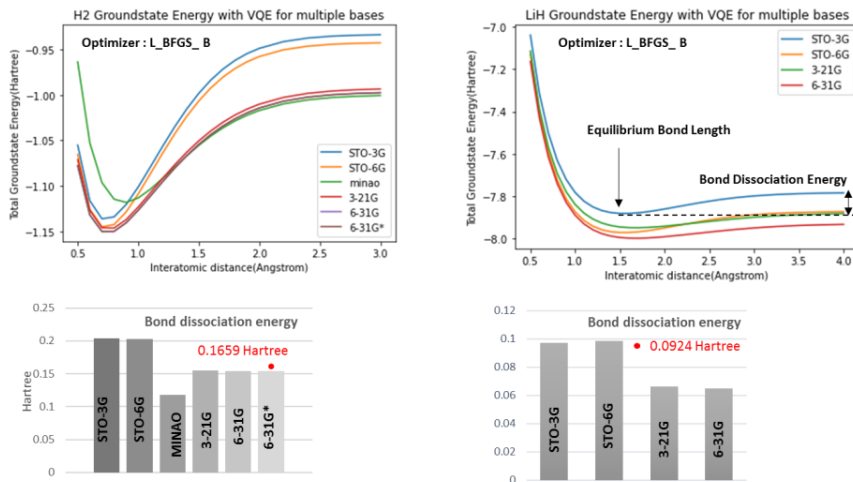 H2 Groundstate Energy with VQE for multiple bases
Optimizer : L_BFGS_ B
Total Groundstate Energy(Hartree)
−0.95
−1.00
−1.05
−1.10
−1.15
STO-3G
STO-6G
minao
3-21G
6-31G
6-31G*
0.5 1.0 1.5 2.0 2.5 3.0
Interatomic distance(Angstrom)
LiH Groundstate Energy with VQE for multiple bases
Optimizer : L_BFGS_ B
Total Groundstate Energy(Hartree)
−7.0
−7.2
−7.4
−7.6
−7.8
−8.0
STO-3G
STO-6G
3-21G
6-31G
Equilibrium Bond Length
Bond Dissociation Energy
0.5 1.0 1.5 2.0 2.5 3.0 3.5 4.0
Interatomic distance(Angstrom)
Bond dissociation energy
0.1659 Hartree
Hartree
0.25
0.2
0.15
0.1
0.05
0
STO-3G
STO-6G
MINAO
3-21G
6-31G
6-31G*
Bond dissociation energy
0.0924 Hartree
0.12
0.1
0.08
0.06
0.04
0.02
0
STO-3G
STO-6G
3-21G
6-31G